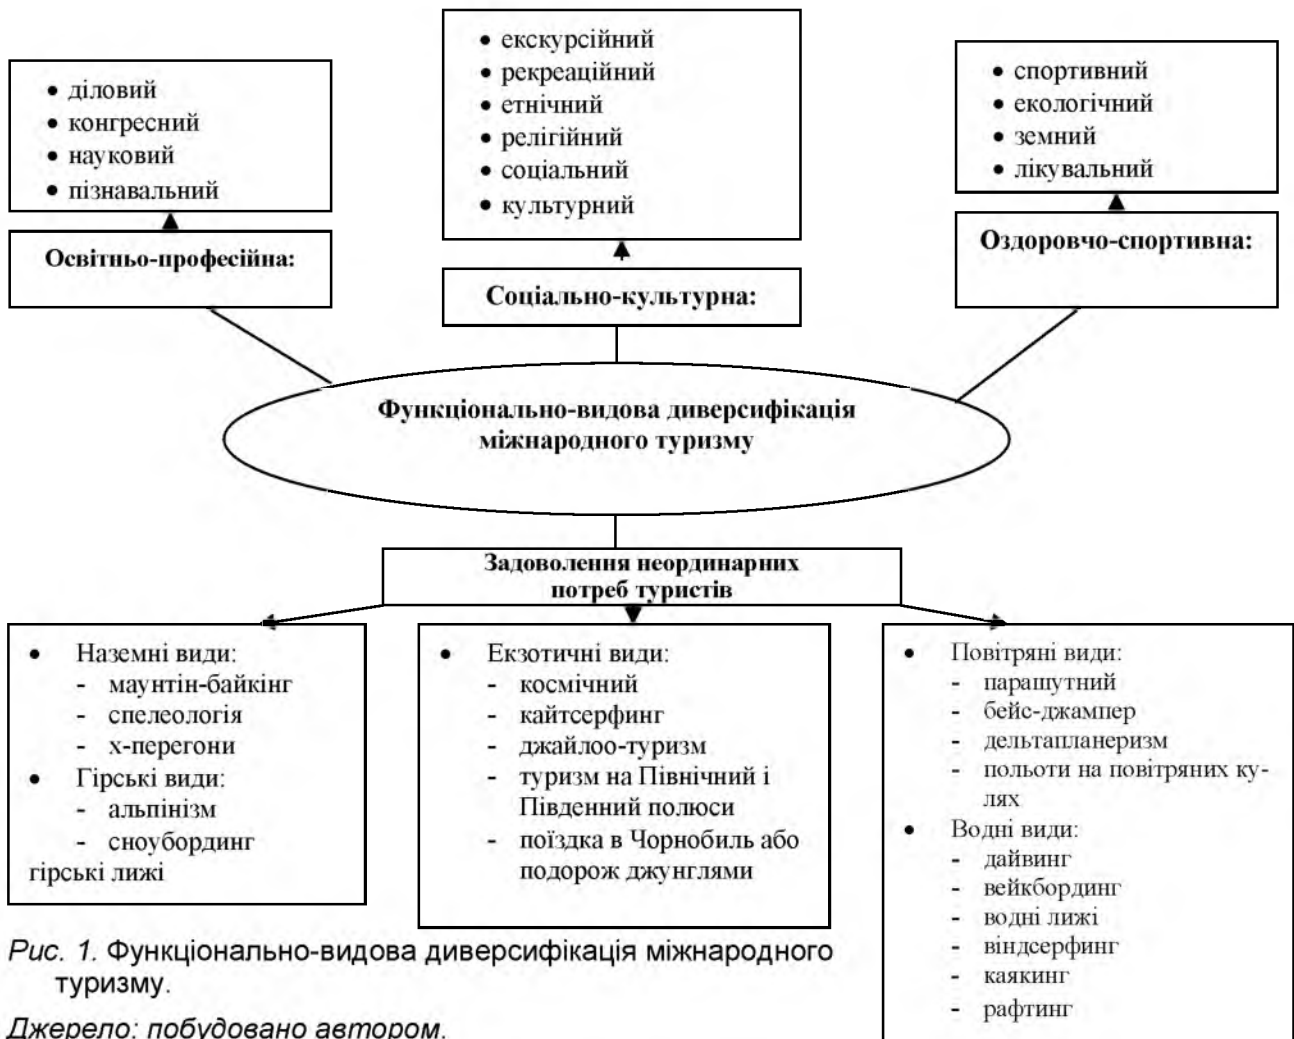 • діловий
• конгресний
• науковий
• пізнавальний
Освітньо-професійна:
• екскурсійний
• рекреаційний
• етнічний
• релігійний
• соціальний
• культурний
Соціально-культурна:
• спортивний
• екологічний
• земний
• лікувальний
Оздоровчо-спортивна:
Функціонально-видова диверсифікація
міжнародного туризму
Задоволення неординарних
потреб туристів
• Наземні види:
- маунтін-байкінг
- спелеологія
- х-перегони
• Гірські види:
- альпінізм
- сноубординг
гірські лижі
• Екзотичні види:
- космічний
- кайтсерфинг
- джайлоо-туризм
- туризм на Північний і
Південний полюси
- поїздка в Чорнобиль або
подорож джунглями
• Повітряні види:
- парашутний
- бейс-джампер
- дельтапланеризм
- польоти на повітряних ку-
лях
• Водні види:
- дайвинг
- вейкбординг
- водні лижі
- віндсерфинг
- каякинг
- рафтинг
Рис. 1. Функціонально-видова диверсифікація міжнародного
туризму.
Джерело: побудовано автором.